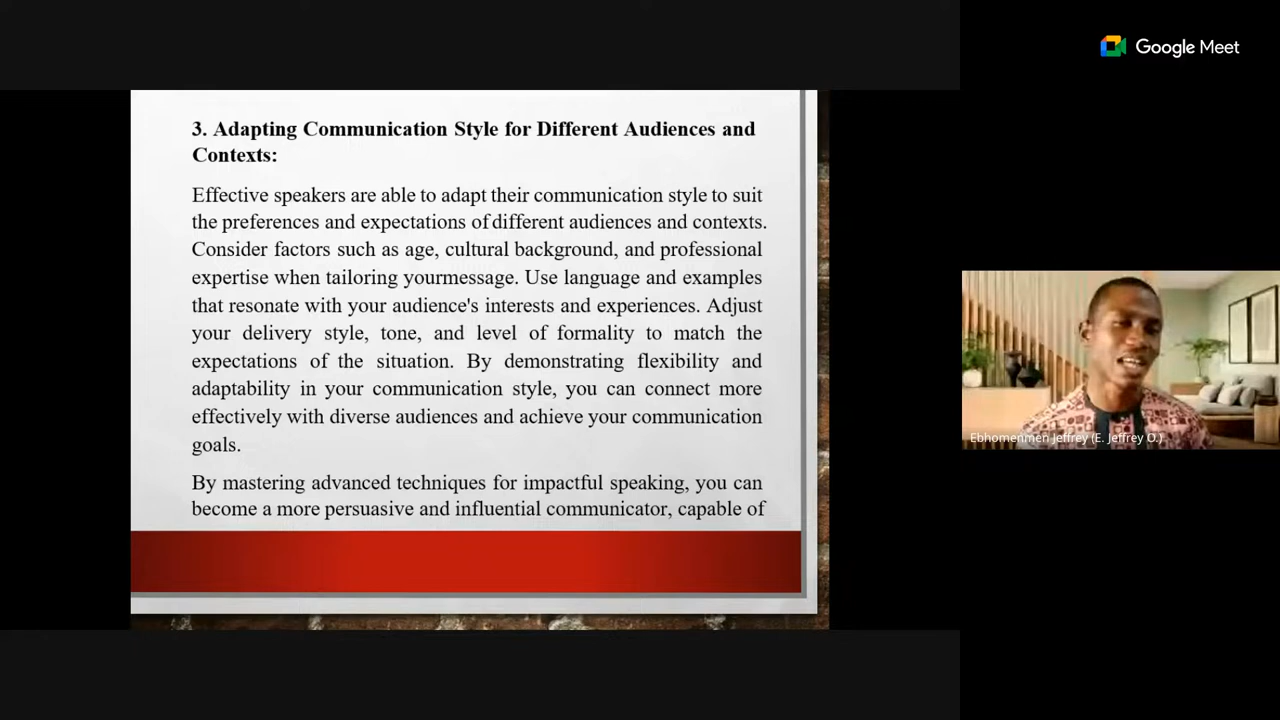 Google Meet
3. Adapting Communication Style for Different Audiences and
Contexts:
Effective speakers are able to adapt their communication style to suit
the preferences and expectations of different audiences and contexts.
Consider factors such as age, cultural background, and professional
expertise when tailoring yourmessage. Use language and examples
that resonate with your audience's interests and experiences. Adjust
your delivery style, tone, and level of formality to match the
expectations of the situation. By demonstrating flexibility and
adaptability in your communication style, you can connect more
effectively with diverse audiences and achieve your communication
goals.
By mastering advanced techniques for impactful speaking, you can
become a more persuasive and influential communicator, capable of
Ebhomenmen Jeffrey (E. Jeffrey O.)